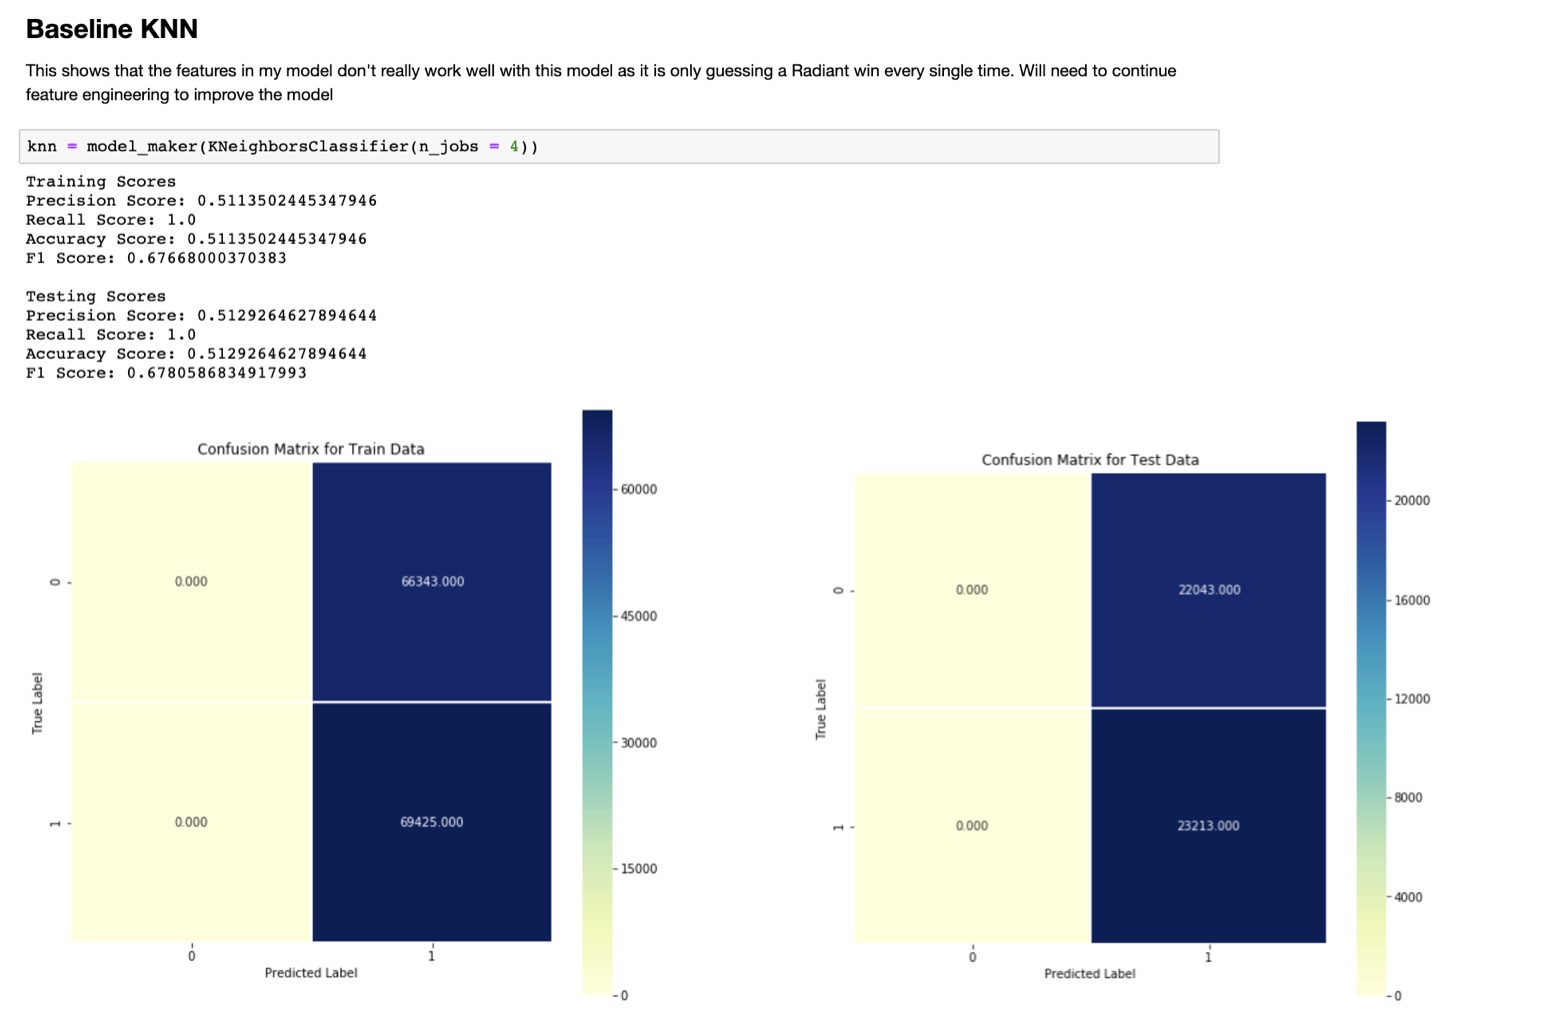 Baseline KNN
This shows that the features in my model don't really work well with this model as it is only guessing a Radiant win every single time. Will need to continue
feature engineering to improve the model
knn = model_maker(KNeighborsClassifier(n_jobs = 4))
Training Scores
Precision Score: 0.5113502445347946
Recall Score: 1.0
Accuracy Score: 0.5113502445347946
F1 Score: 0.67668000370383
Testing Scores
Precision Score: 0.5129264627894644
Recall Score: 1.0
Accuracy Score: 0.5129264627894644
F1 Score: 0.6780586834917993
Confusion Matrix for Train Data
True Label
0
1
0.000
66343.000
0.000
69425.000
0
1
Predicted Label
60000
45000
30000
15000
0
Confusion Matrix for Test Data
True Label
0
1
0.000
22043.000
0.000
23213.000
0
1
Predicted Label
20000
16000
12000
8000
4000
0